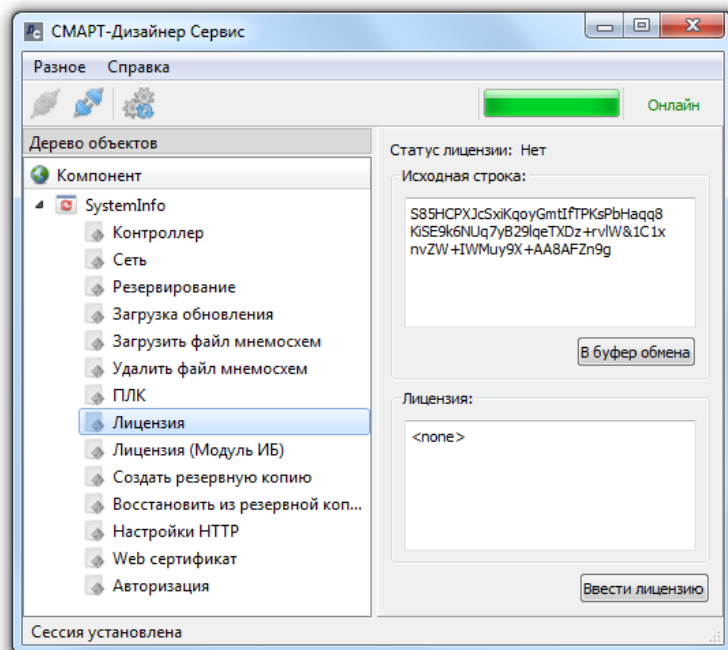 СМАРТ-Дизайнер Сервис
Разное Справка
Онлайн
Дерево объектов
Компонент
SystemInfo
Контроллер
Сеть
Резервирование
Загрузка обновления
Загрузить файл мнемосхем
Удалить файл мнемосхем
ПЛК
Лицензия
Лицензия (Модуль ИБ)
Создать резервную копию
Восстановить из резервной коп...
Настройки HTTP
Web сертификат
Авторизация
Статус лицензии: Нет
Исходная строка:
S85HCPXJcSxiKqoyGmtIfTPKsPbHaqq8
KiSE9k6NUq7yB29lqeTXDz+rvlW&1C1x
nvZW+IWMuy9X+AA8AFZn9g
В буфер обмена
Лицензия:
<none>
Ввести лицензию
Сессия установлена